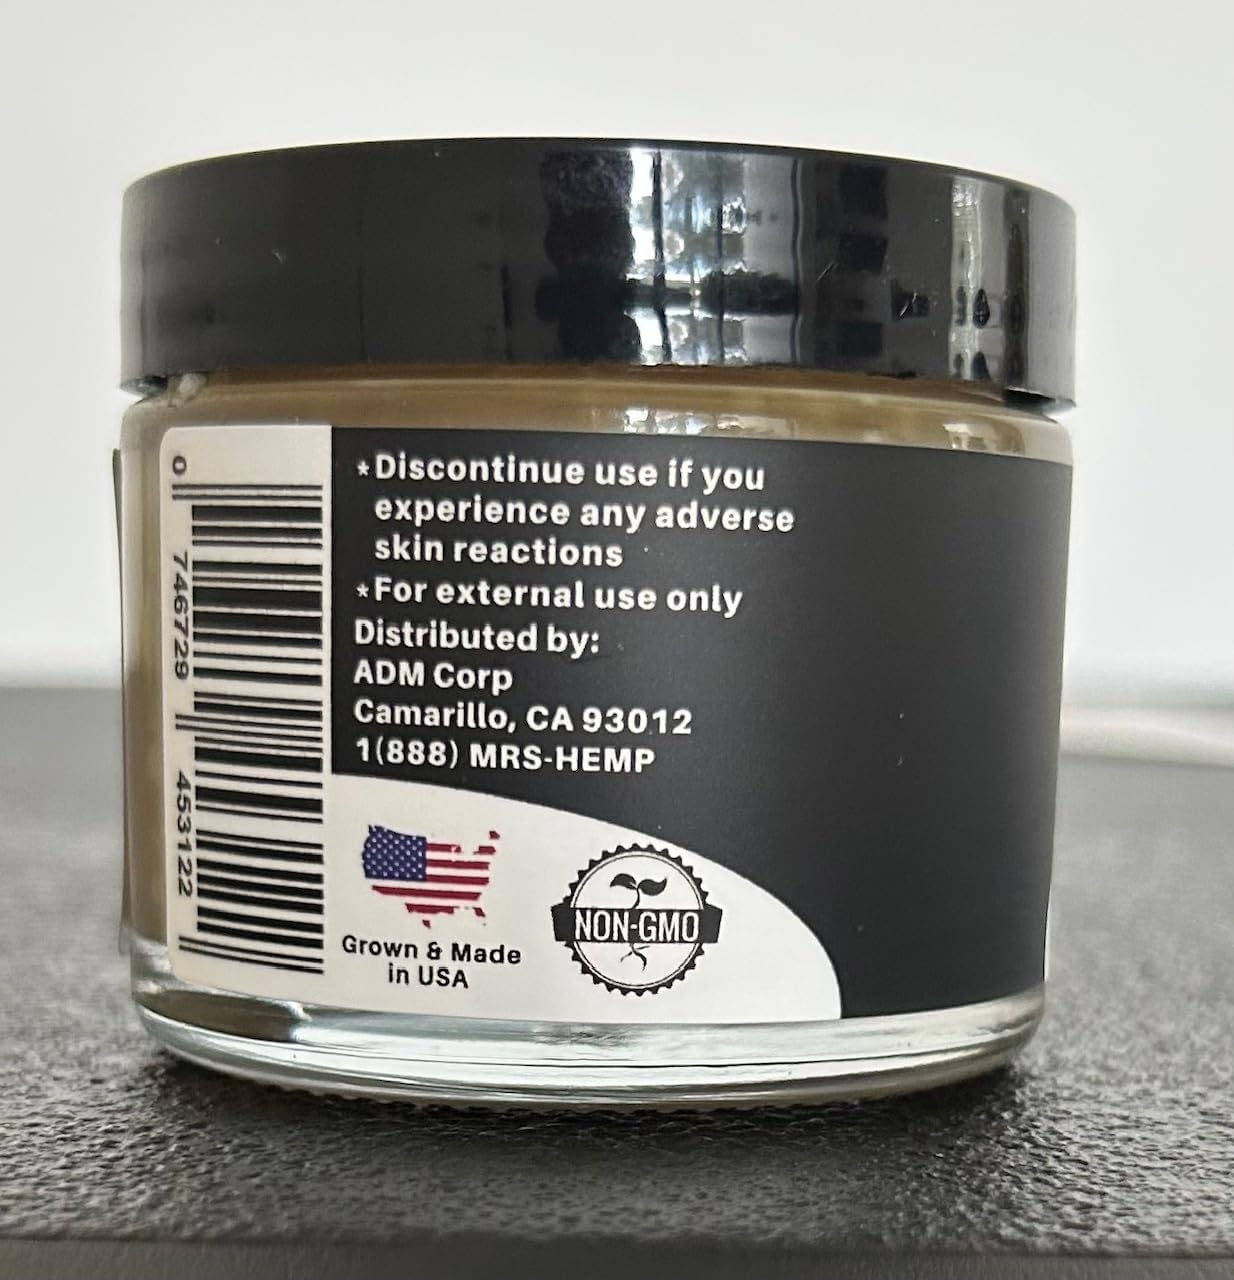 *Discontinue use if you
experience any adverse
skin reactions
*For external use only
Distributed by:
ADM Corp
Camarillo, CA 93012
1(888) MRS-HEMP
Grown & Made
in USA
NON-GMO
0 746729 453122